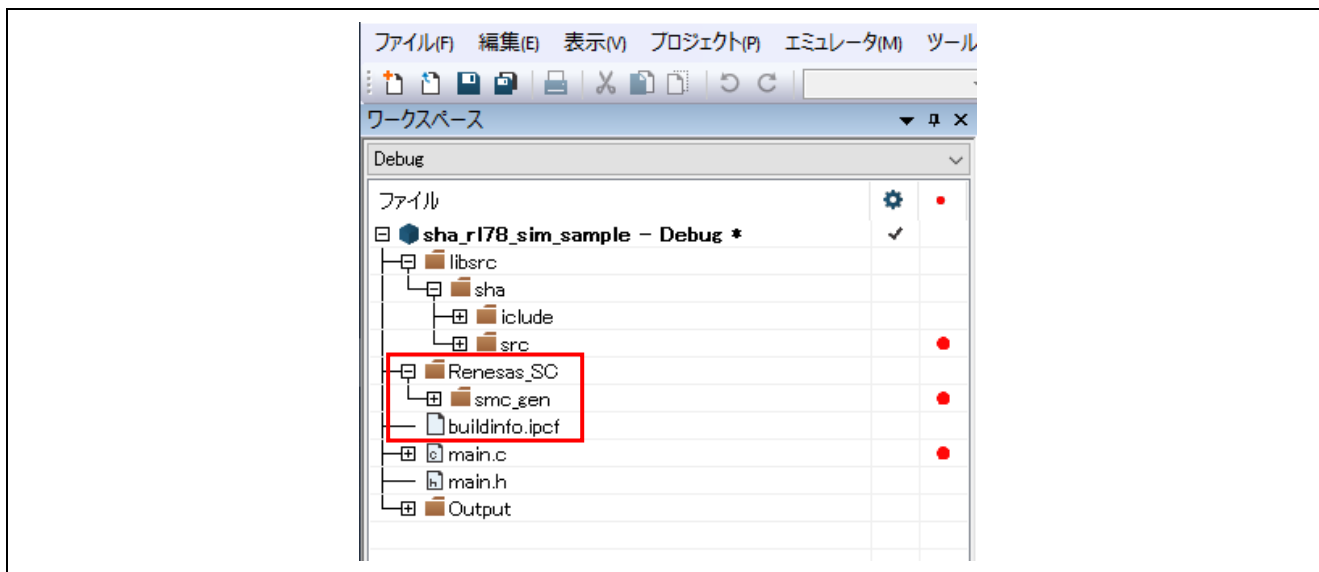 ファイル(F) 編集(E) 表示(V) プロジェクト(P) エミュレータ(M) ツール
ワークスペース
Debug
ファイル
sha_rl78_sim_sample - Debug *
libsrc
sha
iclude
src
Renesas_SC
smc_gen
buildinfo.ipcf
main.c
main.h
Output